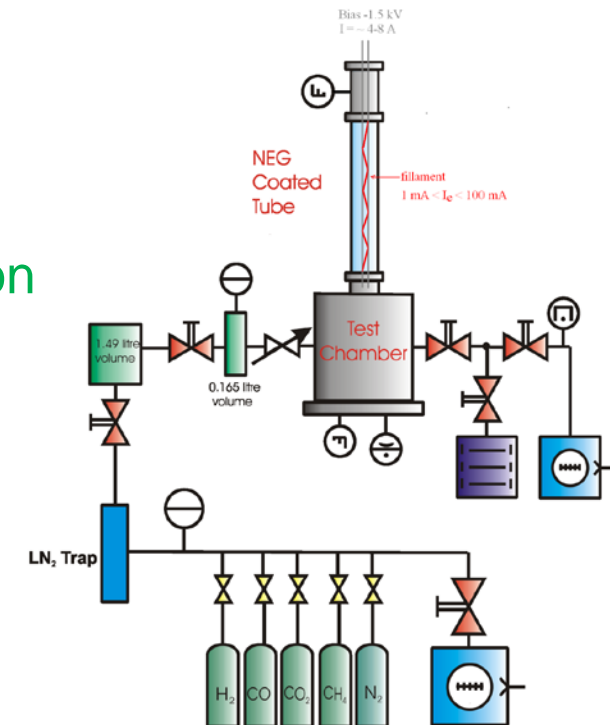 Bias -1.5 kV
I = ~ 4-8 A
NEG
Coated
Tube
fillament
1 mA < Ie < 100 mA
on
1.49 litre
volume
0.165 litre
volume
Test
Chamber
LN₂ Trap
H₂
CO
CO₂
CH₄
N₂